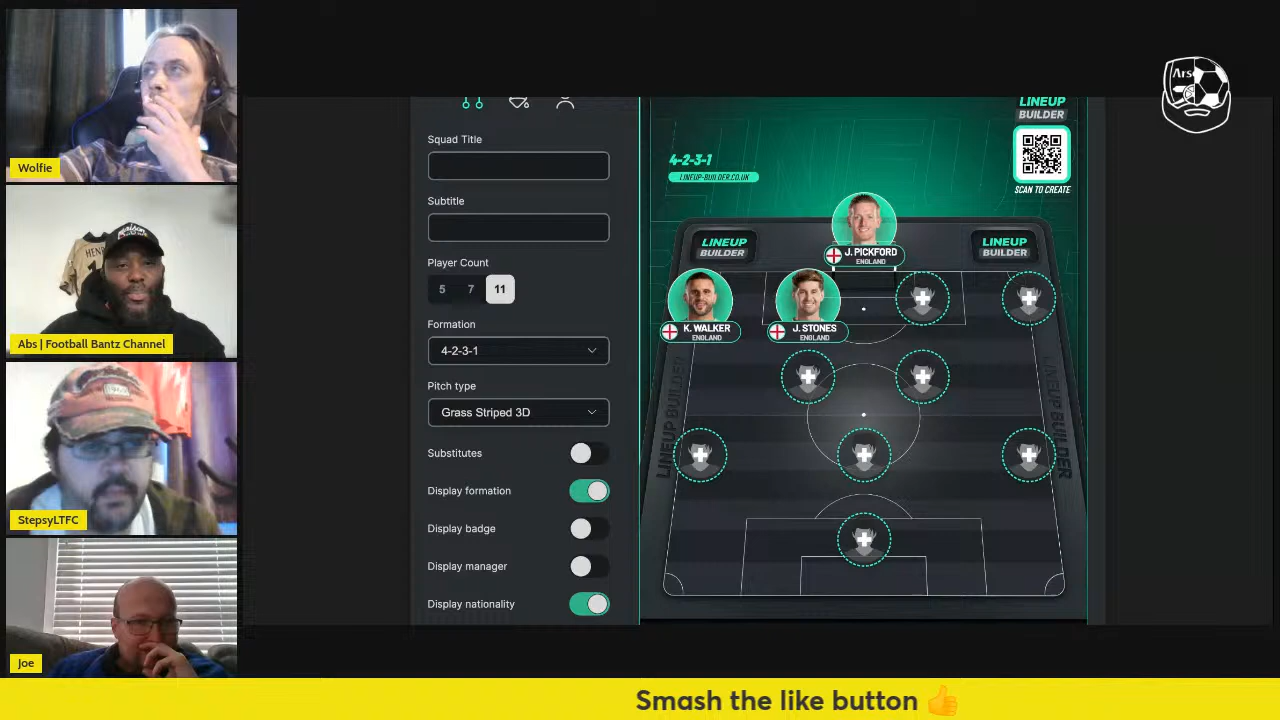 Wolfie
HENR
Abs | Football Bantz Channel
StepsyLTFC
Joe
Squad Title
Subtitle
Player Count
5 7 11
Formation
4-2-3-1
Pitch type
Grass Striped 3D
Substitutes
Display formation
Display badge
Display manager
Display nationality
4-2-3-1
LINEUP-BUILDER.CO.UK
LINEUP
BUILDER
SCAN TO CREATE
LINEUP
BUILDER
J. PICKFORD
ENGLAND
LINEUP
BUILDER
K. WALKER
ENGLAND
J. STONES
ENGLAND
LINEUP BUILDER
LINEUP BUILDER
Ars
Smash the like button 👍